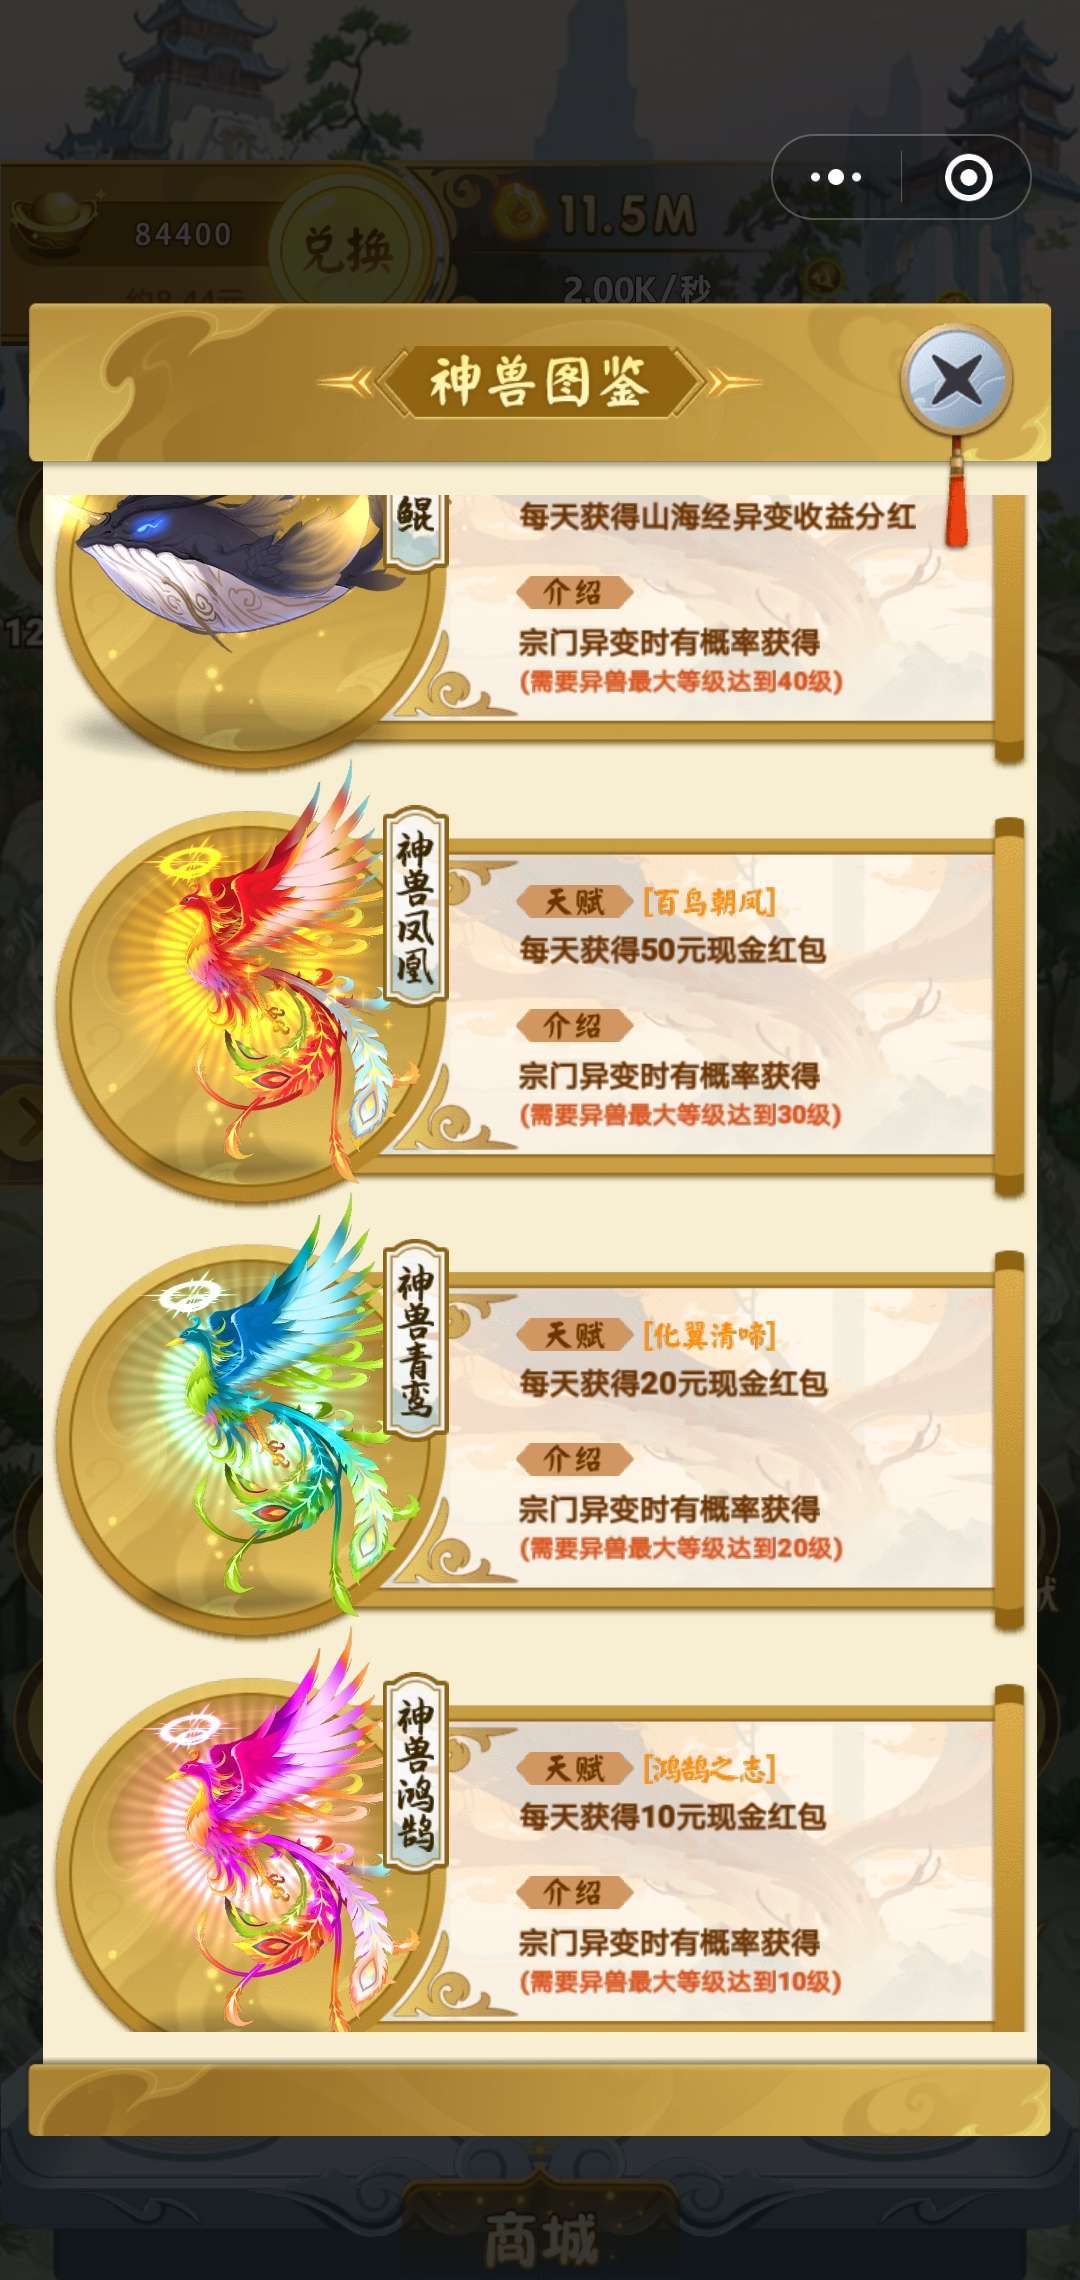 84400
兑换
11.5M
约8.44元
2.00K/秒
神兽图鉴
鲲
每天获得山海经异变收益分红
介绍
宗门异变时有概率获得
(需要异兽最大等级达到40级)
12
神兽凤凰
天赋 [百鸟朝凤]
每天获得50元现金红包
介绍
宗门异变时有概率获得
(需要异兽最大等级达到30级)
神兽青鸾
天赋 [化翼清啼]
每天获得20元现金红包
介绍
宗门异变时有概率获得
(需要异兽最大等级达到20级)
神兽鸿鹄
天赋 [鸿鹄之志]
每天获得10元现金红包
介绍
宗门异变时有概率获得
(需要异兽最大等级达到10级)
商城